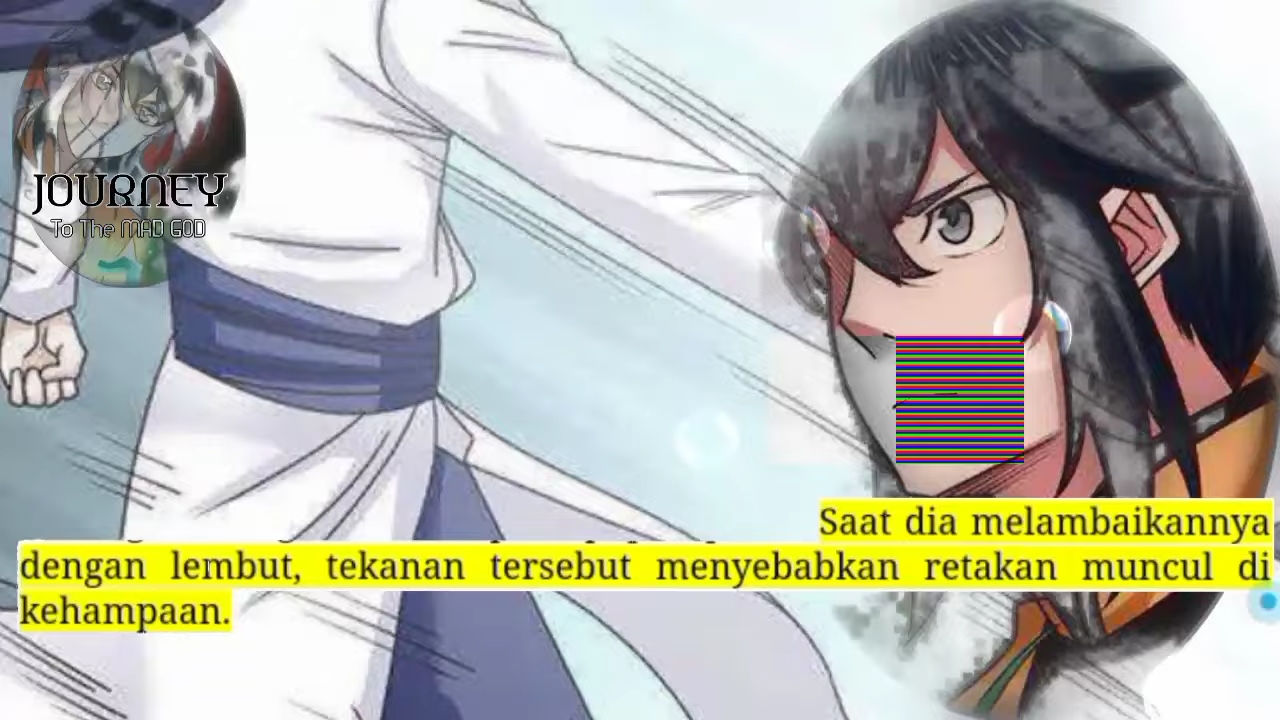 JOURNEY
To The MAD GOD
Saat dia melambaikannya
dengan lembut, tekanan tersebut menyebabkan retakan muncul di
kehampaan.